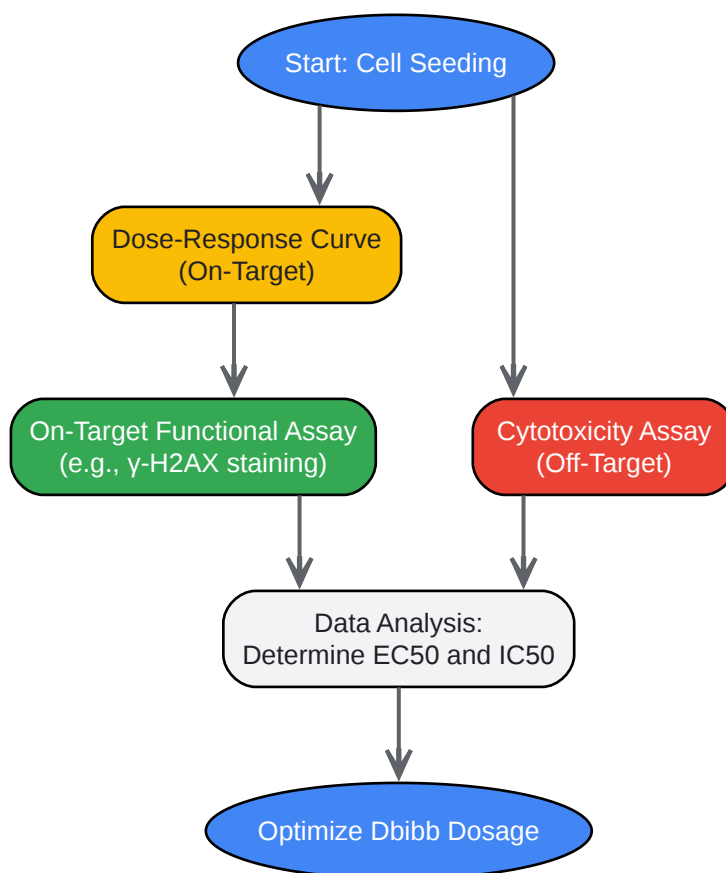 Start: Cell Seeding
Dose-Response Curve
(On-Target)
On-Target Functional Assay
(e.g., γ-H2AX staining)
Cytotoxicity Assay
(Off-Target)
Data Analysis:
Determine EC50 and IC50
Optimize Dbibb Dosage